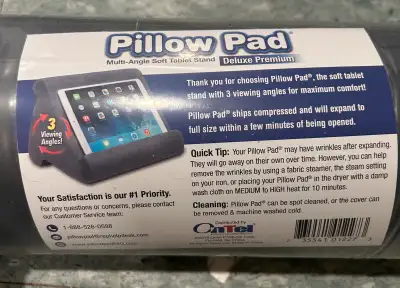 Pillow Pad®
Multi-Angle Soft Tablet Stand Deluxe Premium
Thank you for choosing Pillow Pad®, the soft tablet
stand with 3 viewing angles for maximum comfort!
Pillow Pad® ships compressed and will expand to
full size within a few minutes of being opened.
3
Viewing
Angles!
Quick Tip: Your Pillow Pad® may have wrinkles after expanding.
They will go away on their own over time. However, you can help
remove the wrinkles by using a fabric steamer, the steam setting
on your iron, or placing your Pillow Pad® in the dryer with a damp
wash cloth on MEDIUM to HIGH heat for 10 minutes.
Your Satisfaction is our #1 Priority.
For any questions or concerns, please contact
our Customer Service team:
Cleaning: Pillow Pad® can be spot cleaned, or the cover can
be removed & machine washed cold.
Distributed by
OnTel